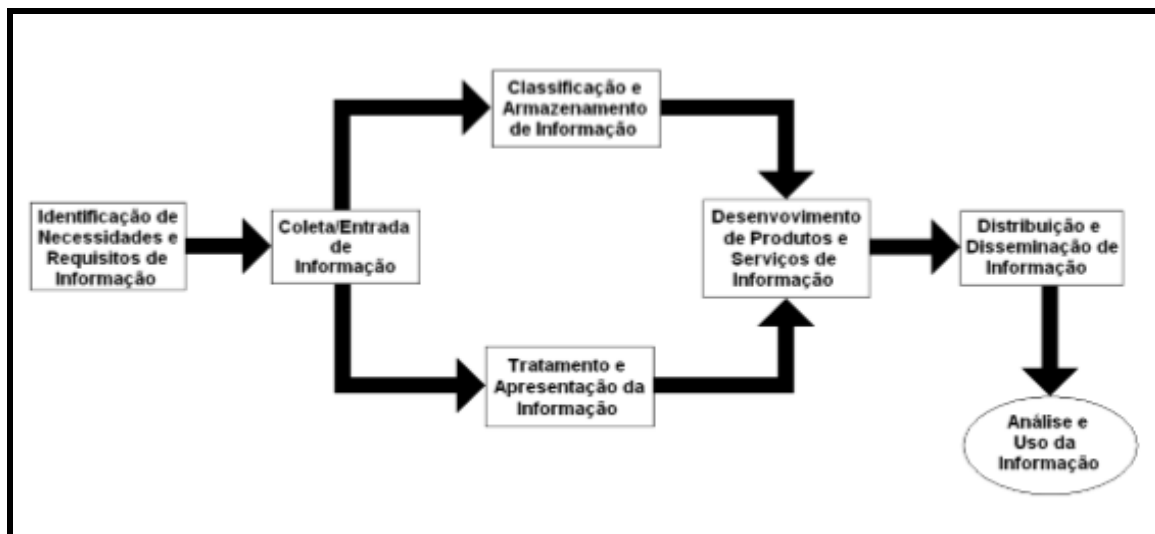 Identificação de
Necessidades e
Requisitos de
Informação
Coleta/Entrada
de
Informação
Classificação e
Armazenamento
de Informação
Tratamento e
Apresentação da
Informação
Desenvovimento
de Produtos e
Serviços de
Informação
Distribuição e
Disseminação de
Informação
Análise e
Uso da
Informação